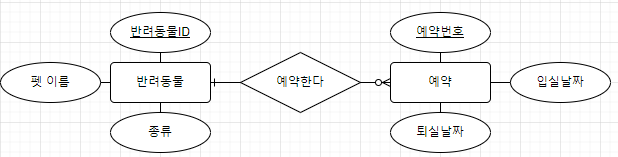 반려동물ID
예약번호
펫 이름
반려동물
예약한다
예약
입실날짜
종류
퇴실날짜